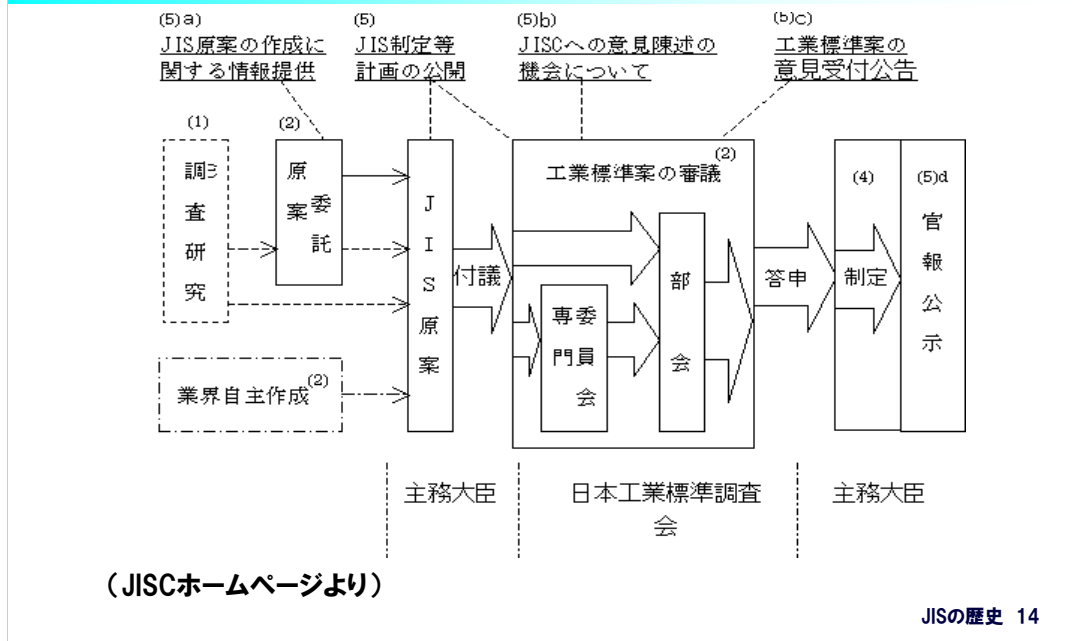 (5)a)
JIS原案の作成に
関する情報提供
(5)
JIS制定等
計画の公開
(5)b)
JISCへの意見陳述の
機会について
(5)c)
工業標準案の
意見受付公告
(1)
調
査
研
究
(2)
原
案
委
託
JIS原案
付議
工業標準案の審議(2)
専門
委員会
部会
答申
(4)
制定
(5)d
官報公示
業界自主作成(2)
主務大臣
日本工業標準調査
会
主務大臣
(JISCホームページより)
JISの歴史 14